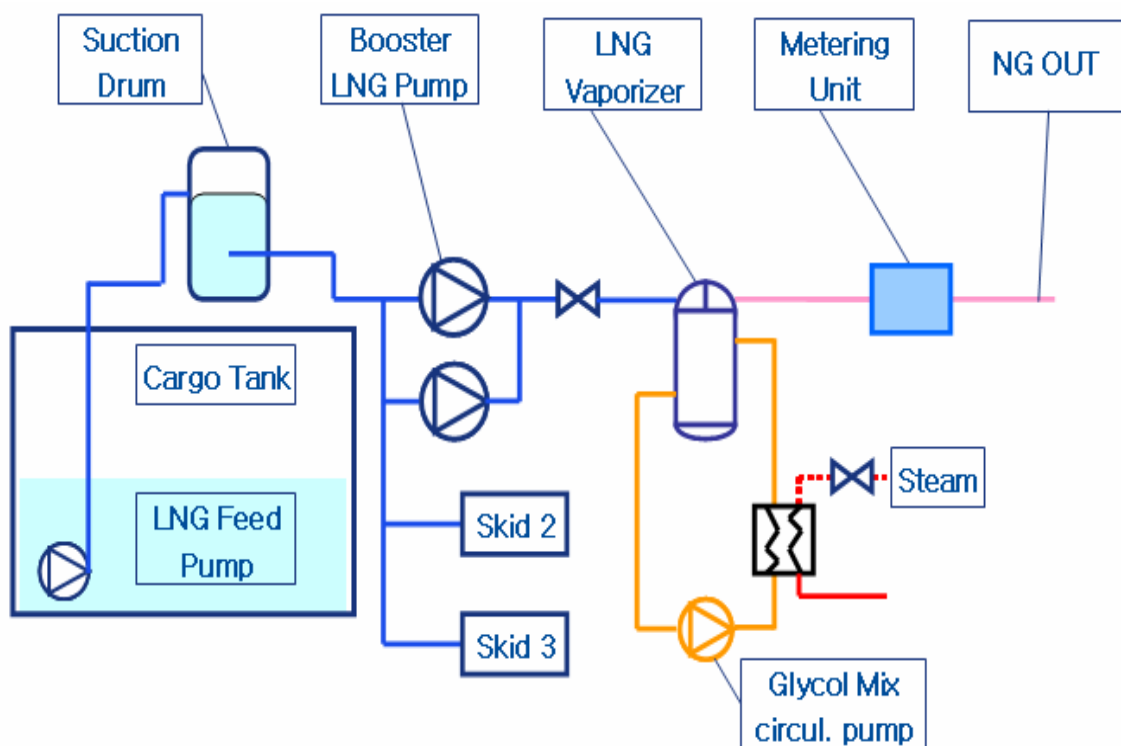 Suction
Drum
Booster
LNG Pump
LNG
Vaporizer
Metering
Unit
NG OUT
Cargo Tank
LNG Feed
Pump
Skid 2
Skid 3
Steam
Glycol Mix
circul. pump